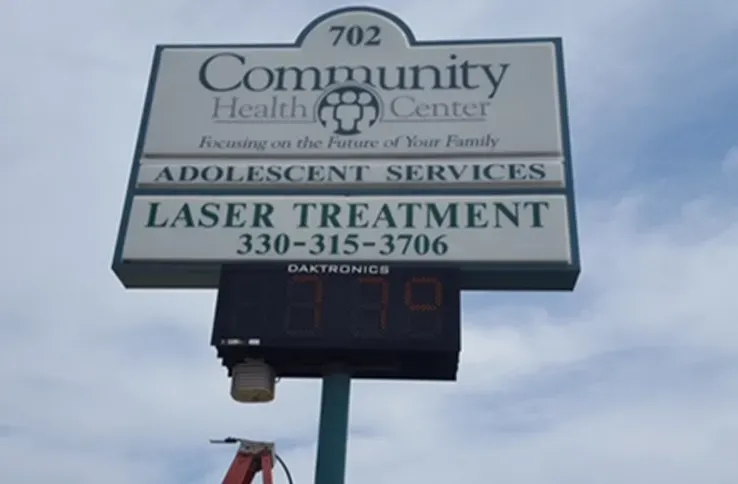 702
Community
Health Center
Focusing on the Future of Your Family
ADOLESCENT SERVICES
LASER TREATMENT
330-315-3706
DAKTRONICS
77°